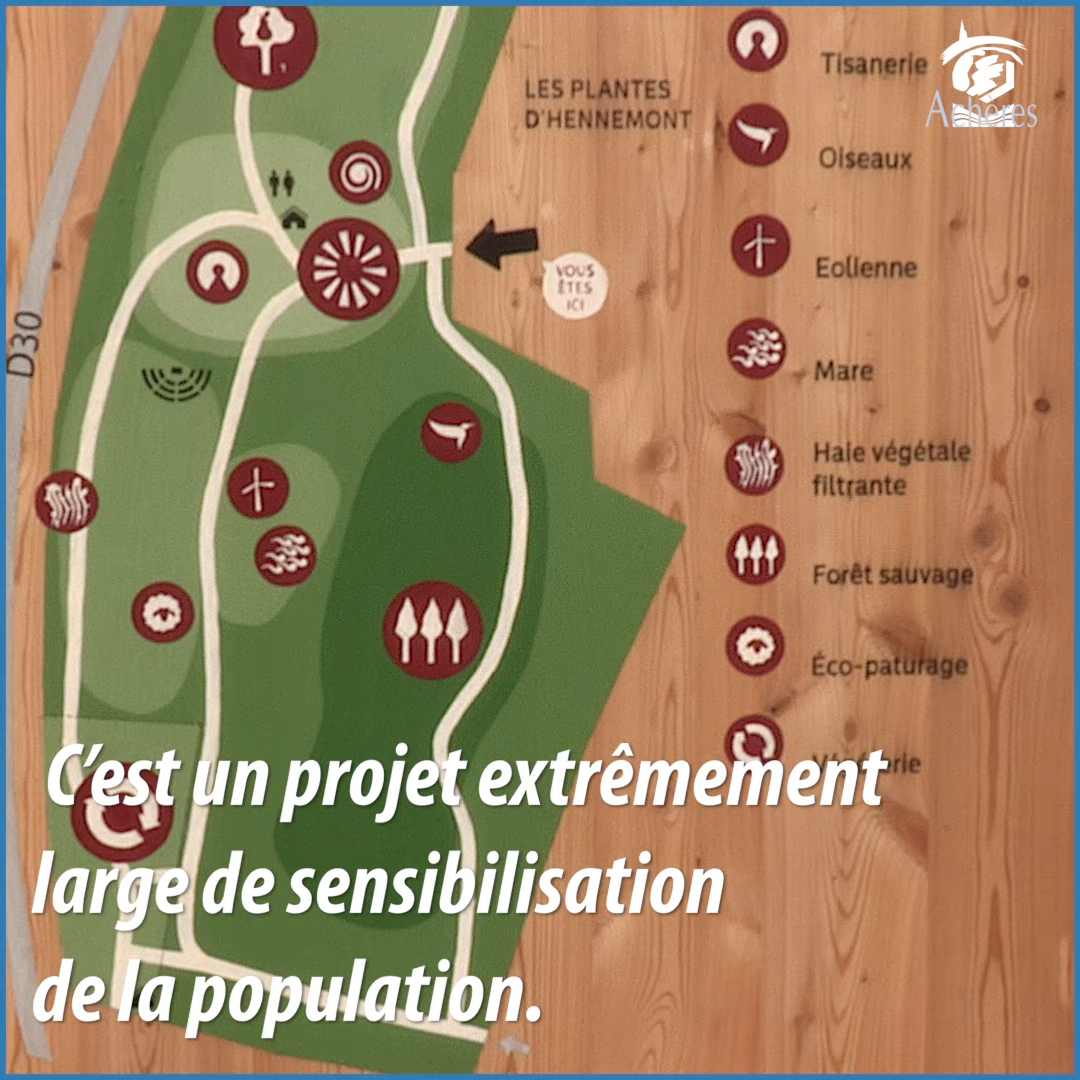 Tisanerie
Achères
LES PLANTES
D'HENNEMONT
Oiseaux
VOUS
ÊTES
ICI
Eolienne
D30
Mare
Haie végétale
filtrante
Forêt sauvage
Éco-paturage
C'est un projet extrêmement
large de sensibilisation
de la population.